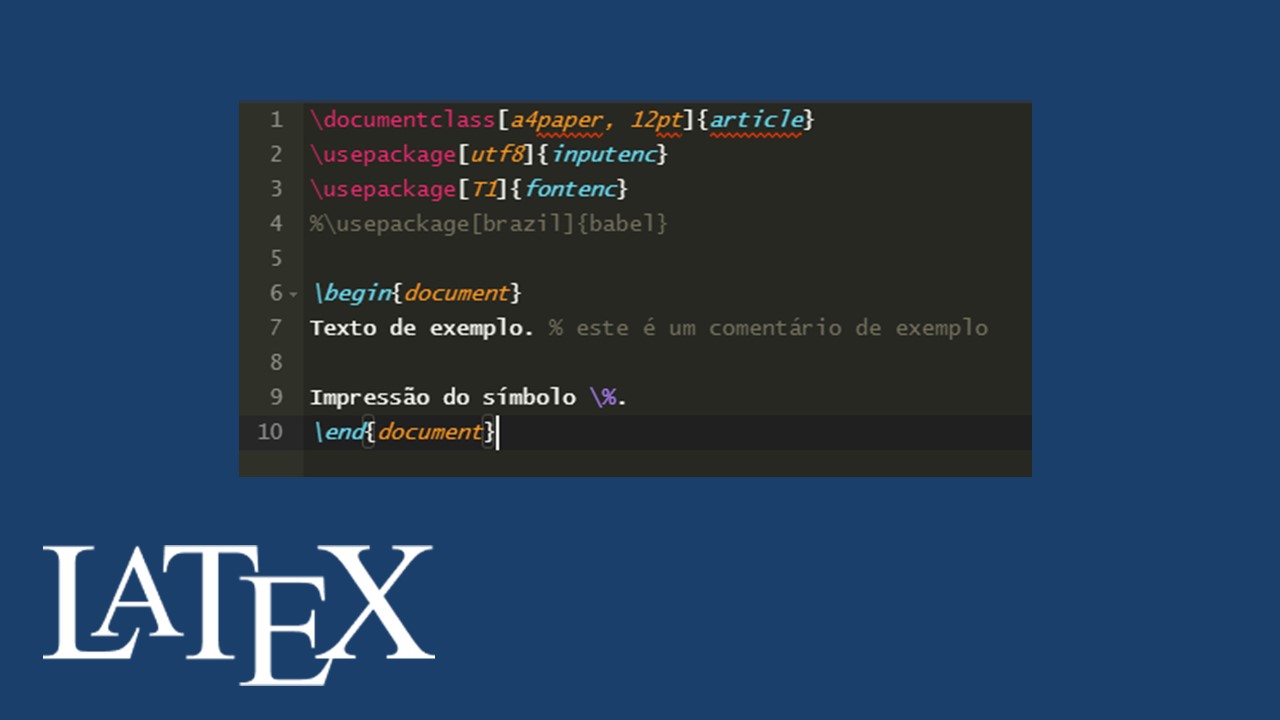 1 \documentclass[a4paper, 12pt]{article}
2 \usepackage[utf8]{inputenc}
3 \usepackage[T1]{fontenc}
4 %\usepackage[brazil]{babel}
5
6 \begin{document}
7 Texto de exemplo. % este é um comentário de exemplo
8
9 Impressão do símbolo \%.
10 \end{document}
LATEX